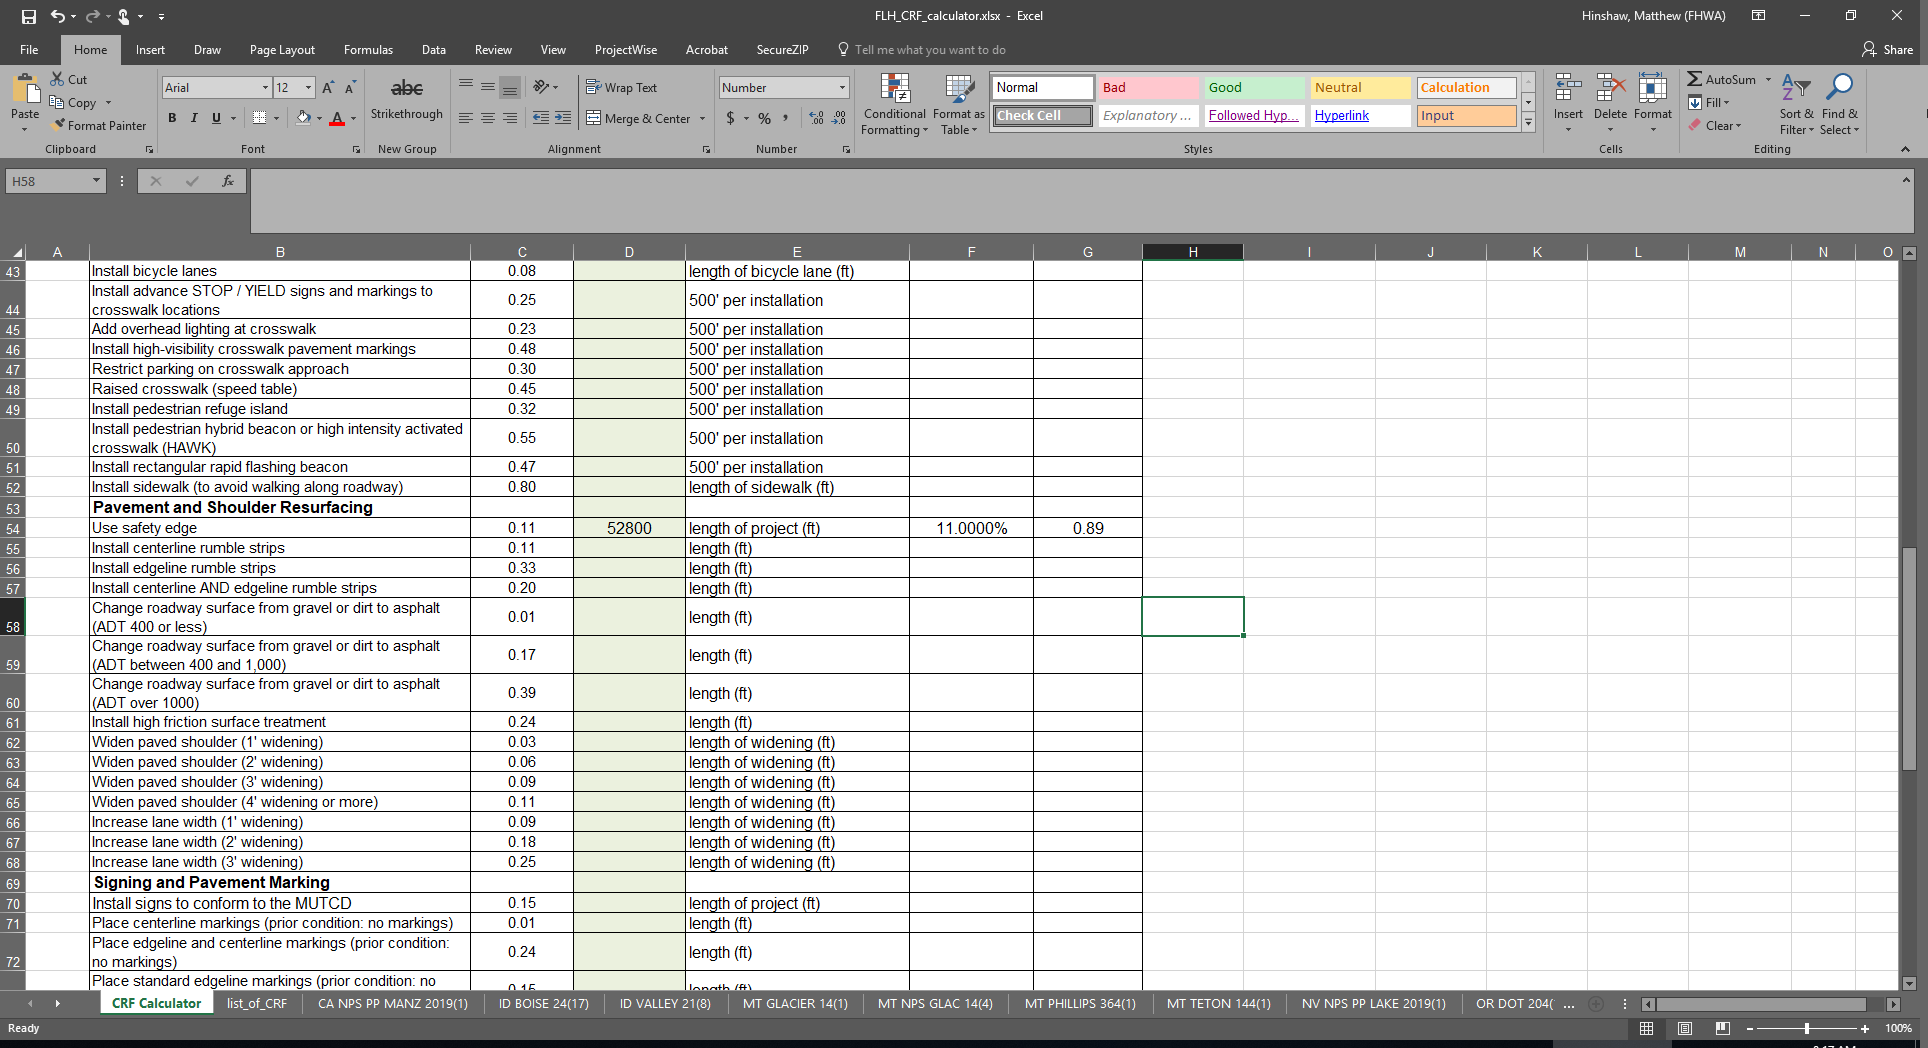 FLH_CRF_calculator.xlsx - Excel
Hinshaw, Matthew (FHWA)
File Home Insert Draw Page Layout Formulas Data Review View ProjectWise Acrobat SecureZIP Tell me what you want to do Share
Paste
Cut
Copy
Format Painter
Clipboard
Arial 12
B I U
Font
abc
Strikethrough
New Group
Wrap Text
Merge & Center
Alignment
Number
$ % ,
Number
Conditional Formatting
Format as Table
Normal Bad Good Neutral Calculation
Check Cell Explanatory ... Followed Hyp... Hyperlink Input
Styles
Insert Delete Format
Cells
AutoSum
Fill
Clear
Sort & Filter
Find & Select
Editing
H58
fx
A B C D E F G H I J K L M N O
43 Install bicycle lanes 0.08 length of bicycle lane (ft)
44 Install advance STOP / YIELD signs and markings to
crosswalk locations 0.25 500' per installation
45 Add overhead lighting at crosswalk 0.23 500' per installation
46 Install high-visibility crosswalk pavement markings 0.48 500' per installation
47 Restrict parking on crosswalk approach 0.30 500' per installation
48 Raised crosswalk (speed table) 0.45 500' per installation
49 Install pedestrian refuge island 0.32 500' per installation
50 Install pedestrian hybrid beacon or high intensity activated
crosswalk (HAWK) 0.55 500' per installation
51 Install rectangular rapid flashing beacon 0.47 500' per installation
52 Install sidewalk (to avoid walking along roadway) 0.80 length of sidewalk (ft)
53 Pavement and Shoulder Resurfacing
54 Use safety edge 0.11 52800 length of project (ft) 11.0000% 0.89
55 Install centerline rumble strips 0.11 length (ft)
56 Install edgeline rumble strips 0.33 length (ft)
57 Install centerline AND edgeline rumble strips 0.20 length (ft)
58 Change roadway surface from gravel or dirt to asphalt
(ADT 400 or less) 0.01 length (ft)
59 Change roadway surface from gravel or dirt to asphalt
(ADT between 400 and 1,000) 0.17 length (ft)
60 Change roadway surface from gravel or dirt to asphalt
(ADT over 1000) 0.39 length (ft)
61 Install high friction surface treatment 0.24 length (ft)
62 Widen paved shoulder (1' widening) 0.03 length of widening (ft)
63 Widen paved shoulder (2' widening) 0.06 length of widening (ft)
64 Widen paved shoulder (3' widening) 0.09 length of widening (ft)
65 Widen paved shoulder (4' widening or more) 0.11 length of widening (ft)
66 Increase lane width (1' widening) 0.09 length of widening (ft)
67 Increase lane width (2' widening) 0.18 length of widening (ft)
68 Increase lane width (3' widening) 0.25 length of widening (ft)
69 Signing and Pavement Marking
70 Install signs to conform to the MUTCD 0.15 length of project (ft)
71 Place centerline markings (prior condition: no markings) 0.01 length (ft)
72 Place edgeline and centerline markings (prior condition:
no markings) 0.24 length (ft)
Place standard edgeline markings (prior condition: no 0.15 length (ft)
CRF Calculator list_of_CRF CA NPS PP MANZ 2019(1) ID BOISE 24(17) ID VALLEY 21(8) MT GLACIER 14(1) MT NPS GLAC 14(4) MT PHILLIPS 364(1) MT TETON 144(1) NV NPS PP LAKE 2019(1) OR DOT 204( ...
Ready
100%